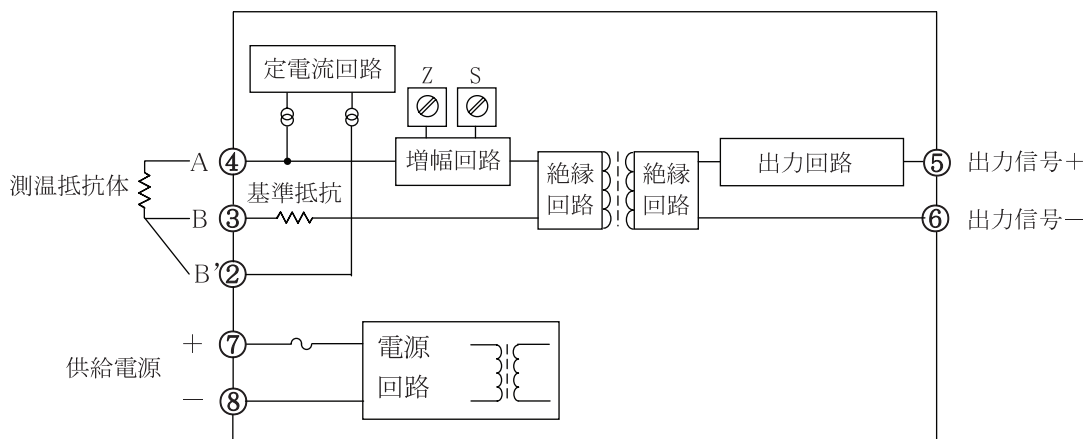 定電流回路
Z
S
A
④
増幅回路
絶縁
回路
絶縁
回路
出力回路
⑤
出力信号+
測温抵抗体
基準抵抗
B
③
⑥
出力信号−
B'
②
供給電源
+
⑦
電源
回路
−
⑧